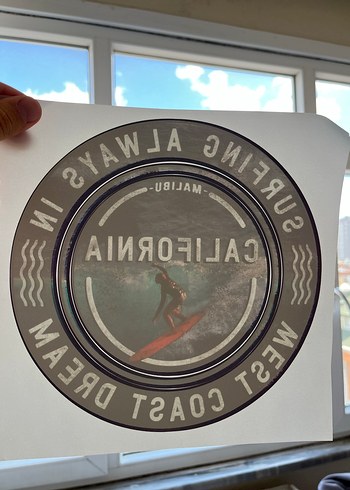 SURFING ALWAYS IN
-MALIBU-
CALIFORNIA
WEST COAST DREAM